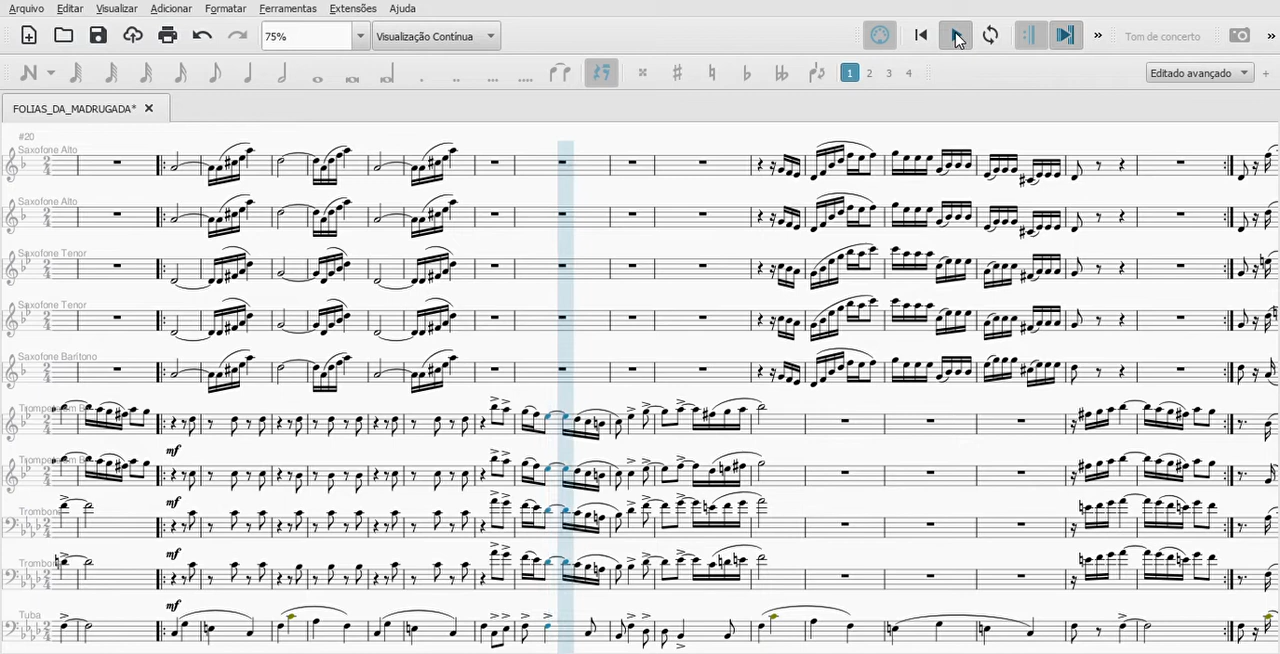 Arquivo Editar Visualizar Adicionar Formatar Ferramentas Extensões Ajuda
75% Visualização Contínua Tom de concerto
1 2 3 4 Editado avançado
FOLIAS_DA_MADRUGADA*
#20
Saxofone Alto
Saxofone Alto
Saxofone Tenor
Saxofone Tenor
Saxofone Barítono
mf
mf
mf
mf
Tuba